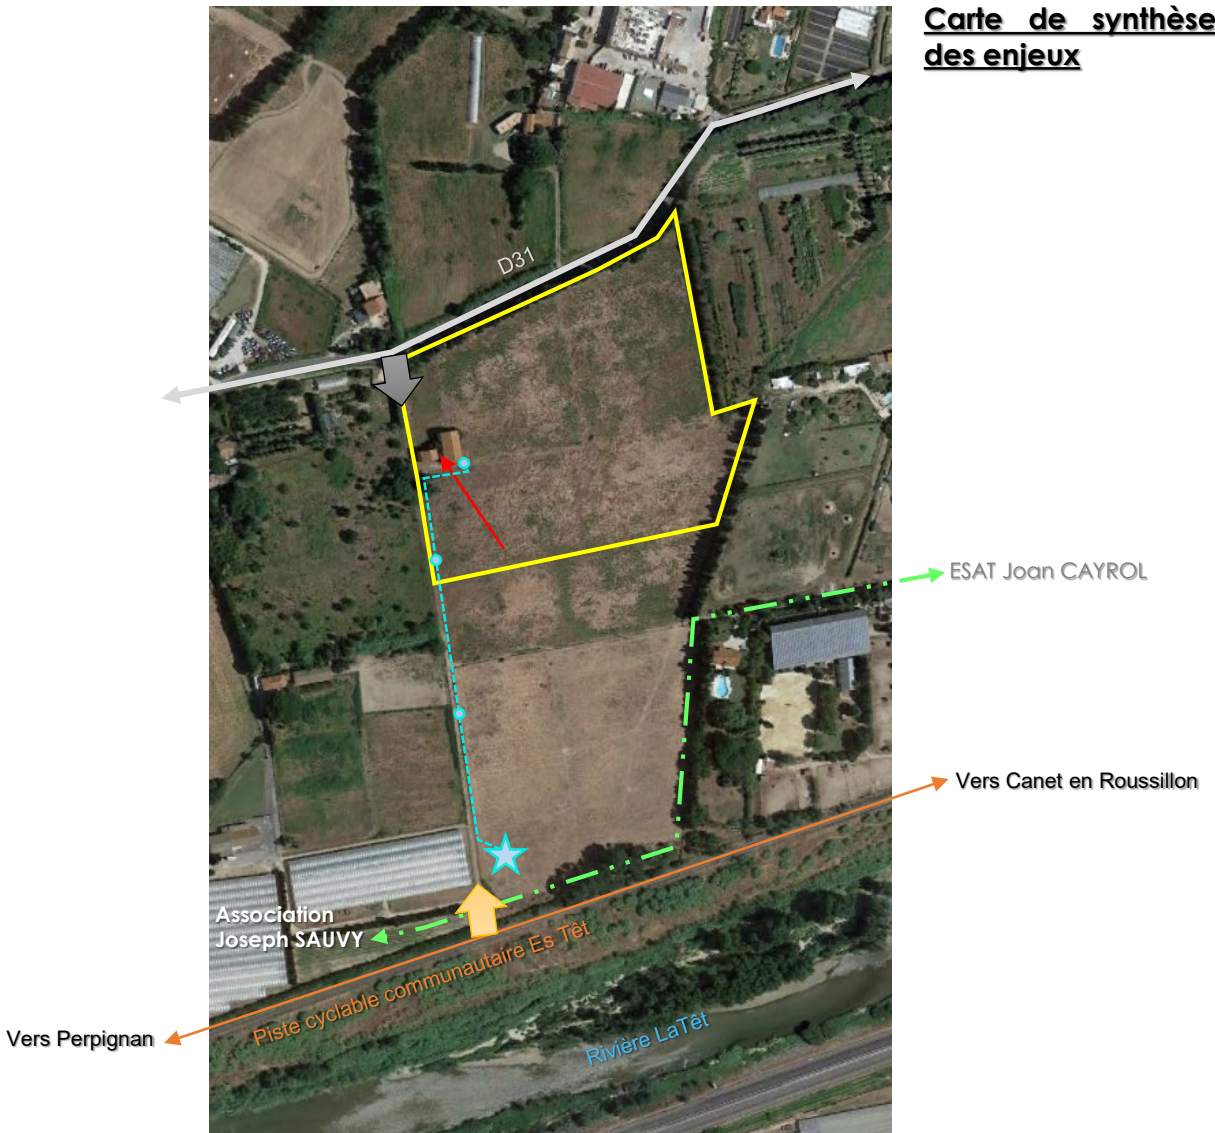 Carte de synthèse
des enjeux
D31
ESAT Joan CAYROL
Vers Canet en Roussillon
Association
Joseph SAUVY
Piste cyclable communautaire Es Têt
Rivière LaTêt
Vers Perpignan